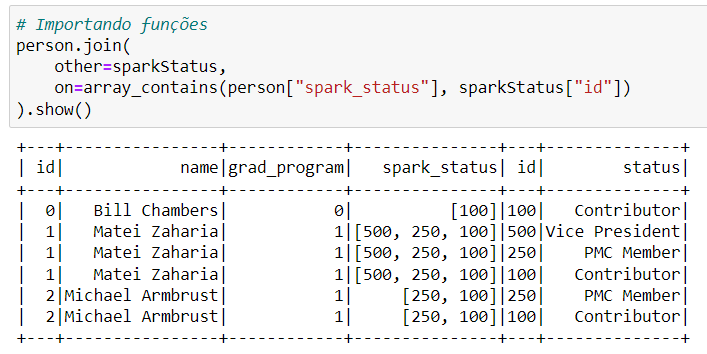 # Importando funções
person.join(
    other=sparkStatus,
    on=array_contains(person["spark_status"], sparkStatus["id"])
).show()
+---+----------------+------------+---------------+---+--------------+
| id|            name|grad_program|   spark_status| id|        status|
+---+----------------+------------+---------------+---+--------------+
|  0|   Bill Chambers|           0|          [100]|100|   Contributor|
|  1|   Matei Zaharia|           1|[500, 250, 100]|500|Vice President|
|  1|   Matei Zaharia|           1|[500, 250, 100]|250|    PMC Member|
|  1|   Matei Zaharia|           1|[500, 250, 100]|100|   Contributor|
|  2|Michael Armbrust|           1|     [250, 100]|250|    PMC Member|
|  2|Michael Armbrust|           1|     [250, 100]|100|   Contributor|
+---+----------------+------------+---------------+---+--------------+